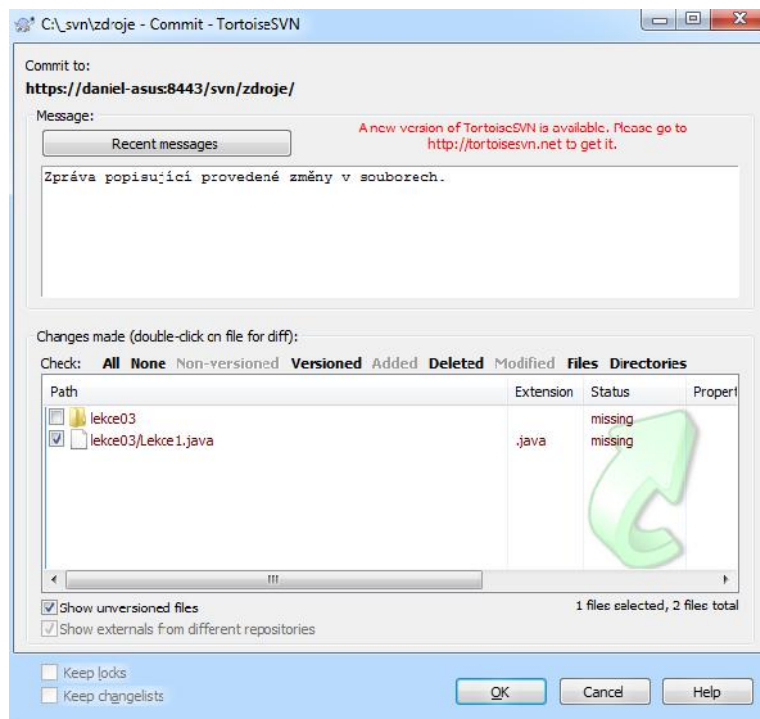 C:\_svn\zdroje - Commit - TortoiseSVN
Commit to:
https://daniel-asus:8443/svn/zdroje/
Message:
Recent messages
A new version of TortoiseSVN is available. Please go to
http://tortoisesvn.net to get it.
Zpráva popisující provedené změny v souborech.
Changes made (double-click on file for diff):
Check: All None Non-versioned Versioned Added Deleted Modified Files Directories
Path Extension Status Propert
lekce03 missing
lekce03/Lekce1.java .java missing
Show unversioned files
1 files selected, 2 files total
Show externals from different repositories
Keep locks
Keep changelists
OK Cancel Help